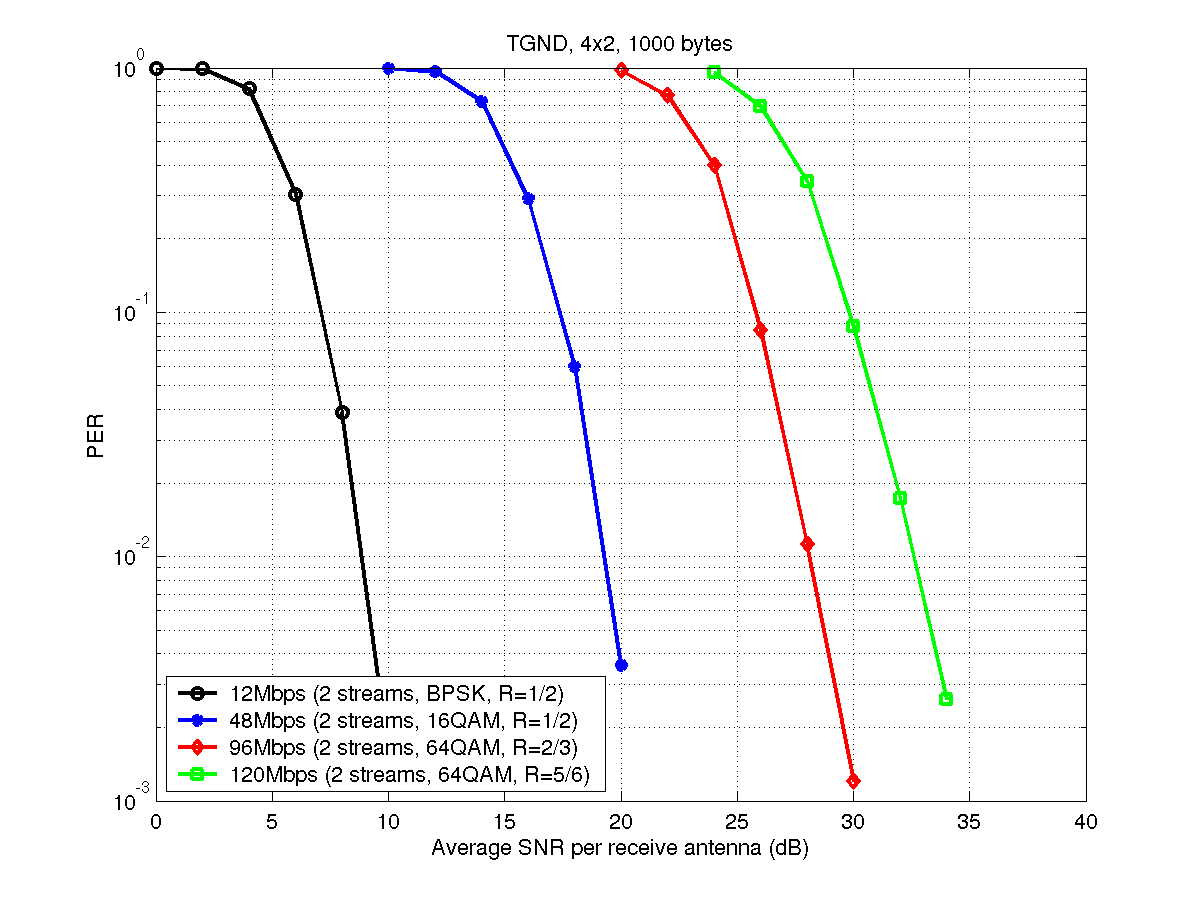 TGND, 4x2, 1000 bytes
10^0
10^-1
10^-2
10^-3
PER
12Mbps (2 streams, BPSK, R=1/2)
48Mbps (2 streams, 16QAM, R=1/2)
96Mbps (2 streams, 64QAM, R=2/3)
120Mbps (2 streams, 64QAM, R=5/6)
0 5 10 15 20 25 30 35 40
Average SNR per receive antenna (dB)